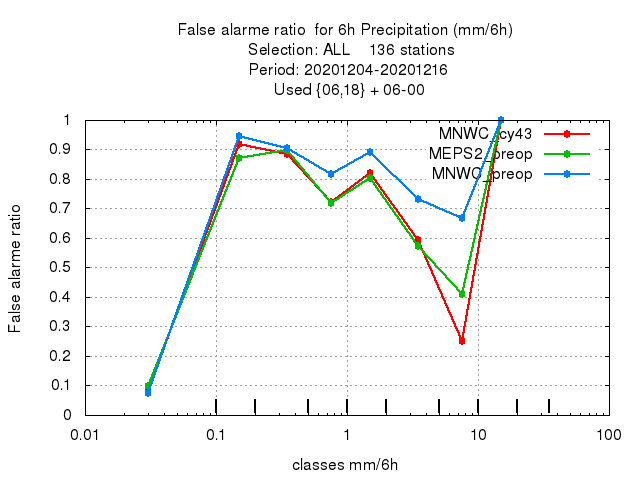 False alarme ratio  for 6h Precipitation (mm/6h)
Selection: ALL    136 stations
Period: 20201204-20201216
Used {06,18} + 06-00
MNWC_cy43
MEPS2_preop
MNWC_preop
False alarme ratio
1
0.9
0.8
0.7
0.6
0.5
0.4
0.3
0.2
0.1
0
0.01
0.1
1
10
100
classes mm/6h